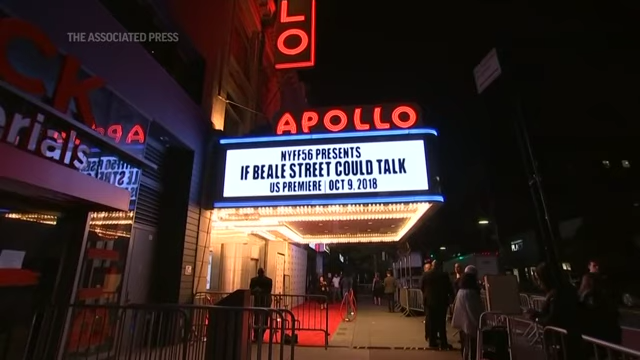 THE ASSOCIATED PRESS
LO
APOLLO
NYFF56 PRESENTS
IF BEALE STREET COULD TALK
US PREMIERE | OCT 9, 2018
erials